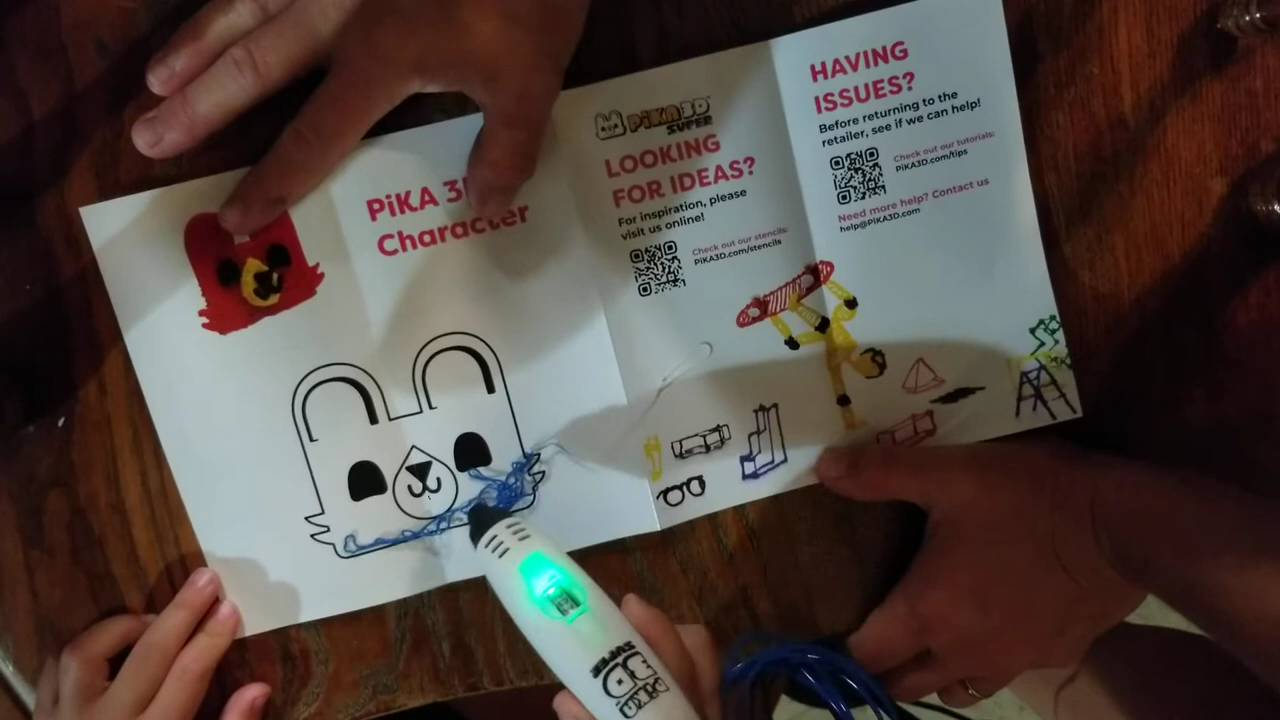 PiKA
Character
PiKA3D
SUPER
LOOKING
FOR IDEAS?
For inspiration, please
visit us online!
Check out our stencils:
PiKA3D.com/stencils
HAVING
ISSUES?
Before returning to the
retailer, see if we can help!
Check out our tutorials:
PiKA3D.com/tips
Need more help? Contact us
help@PiKA3D.com
PiKA
3D
SUPER